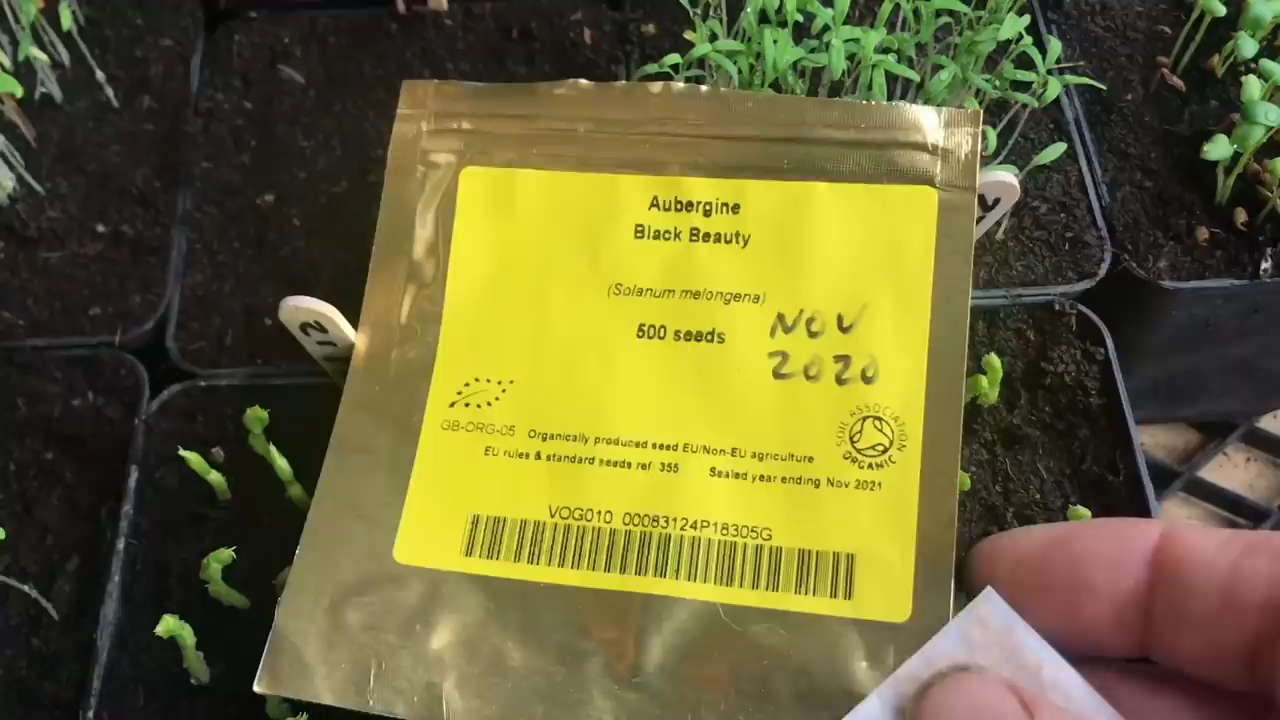 Aubergine
Black Beauty
(Solanum melongena)
500 seeds
NOV
2020
GB-ORG-05 Organically produced seed EU/Non-EU agriculture
EU rules & standard seeds ref 355 Sealed year ending Nov 2021
SOIL ASSOCIATION
ORGANIC
VOG010 00083124P18305G